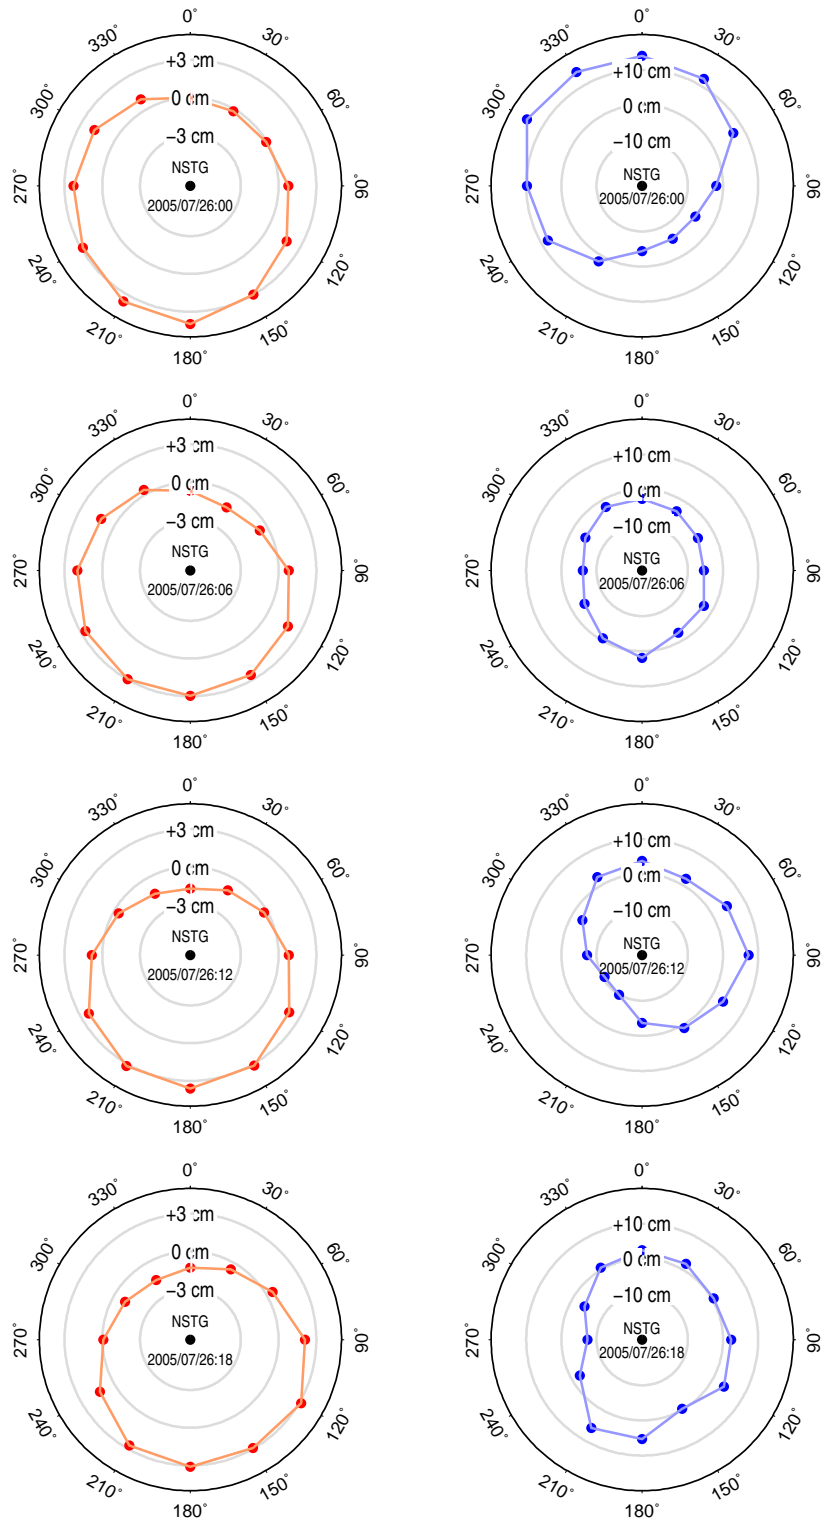 0° 0°
330° 30° 330° 30°
+3 cm +10 cm
300° 0 cm 60° 300° 0 cm 60°
−3 cm −10 cm
NSTG NSTG
270° 90° 270° 90°
2005/07/26:00 2005/07/26:00
240° 120° 240° 120°
210° 150° 210° 150°
180° 180°
0° 0°
330° 30° 330° 30°
+3 cm +10 cm
300° 0 cm 60° 300° 0 cm 60°
−3 cm −10 cm
NSTG NSTG
270° 90° 270° 90°
2005/07/26:06 2005/07/26:06
240° 120° 240° 120°
210° 150° 210° 150°
180° 180°
0° 0°
330° 30° 330° 30°
+3 cm +10 cm
300° 0 cm 60° 300° 0 cm 60°
−3 cm −10 cm
NSTG NSTG
270° 90° 270° 90°
2005/07/26:12 2005/07/26:12
240° 120° 240° 120°
210° 150° 210° 150°
180° 180°
0° 0°
330° 30° 330° 30°
+3 cm +10 cm
300° 0 cm 60° 300° 0 cm 60°
−3 cm −10 cm
NSTG NSTG
270° 90° 270° 90°
2005/07/26:18 2005/07/26:18
240° 120° 240° 120°
210° 150° 210° 150°
180° 180°